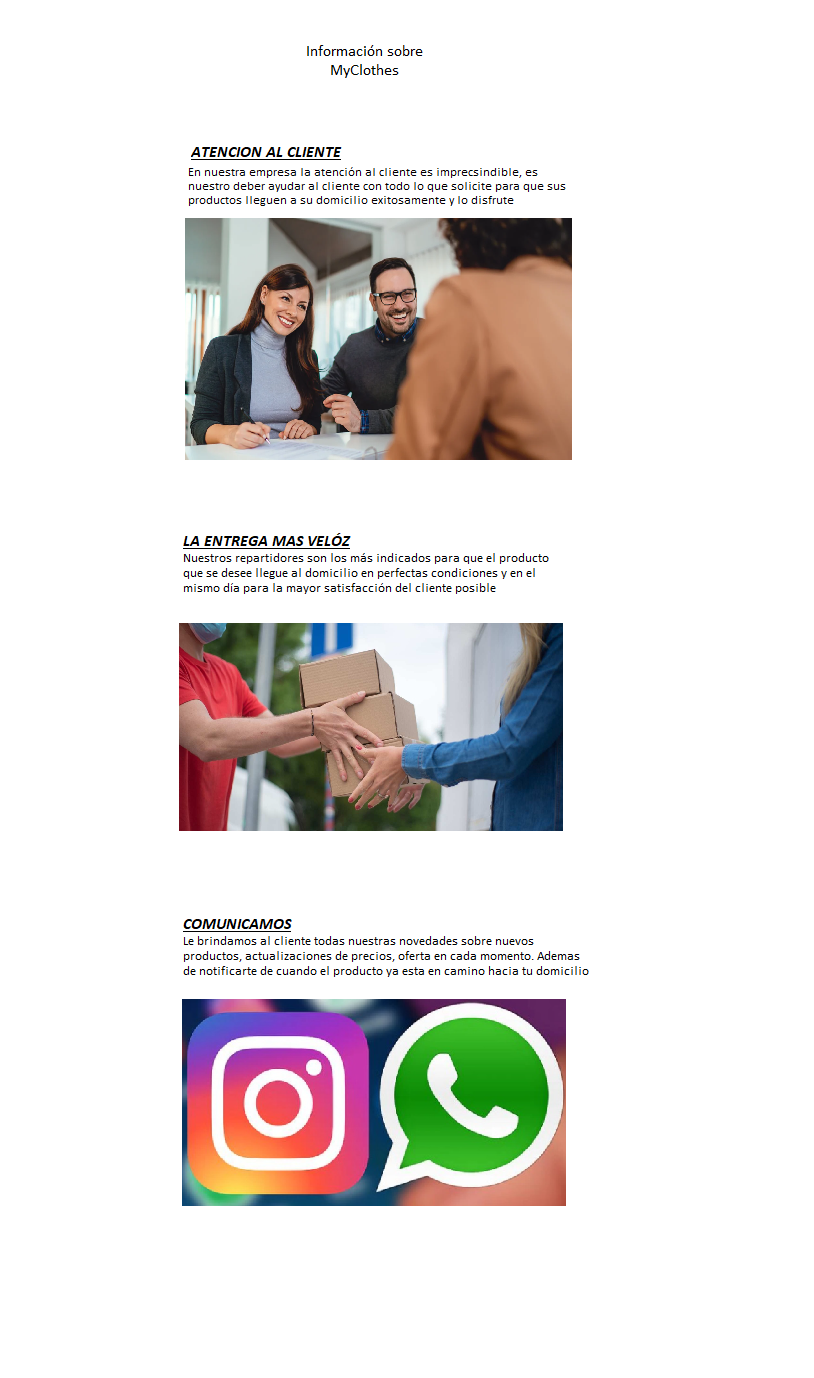 Información sobre
MyClothes
ATENCION AL CLIENTE
En nuestra empresa la atención al cliente es imprecsindible, es
nuestro deber ayudar al cliente con todo lo que solicite para que sus
productos lleguen a su domicilio exitosamente y lo disfrute
LA ENTREGA MAS VELÓZ
Nuestros repartidores son los más indicados para que el producto
que se desee llegue al domicilio en perfectas condiciones y en el
mismo día para la mayor satisfacción del cliente posible
COMUNICAMOS
Le brindamos al cliente todas nuestras novedades sobre nuevos
productos, actualizaciones de precios, oferta en cada momento. Ademas
de notificarte de cuando el producto ya esta en camino hacia tu domicilio